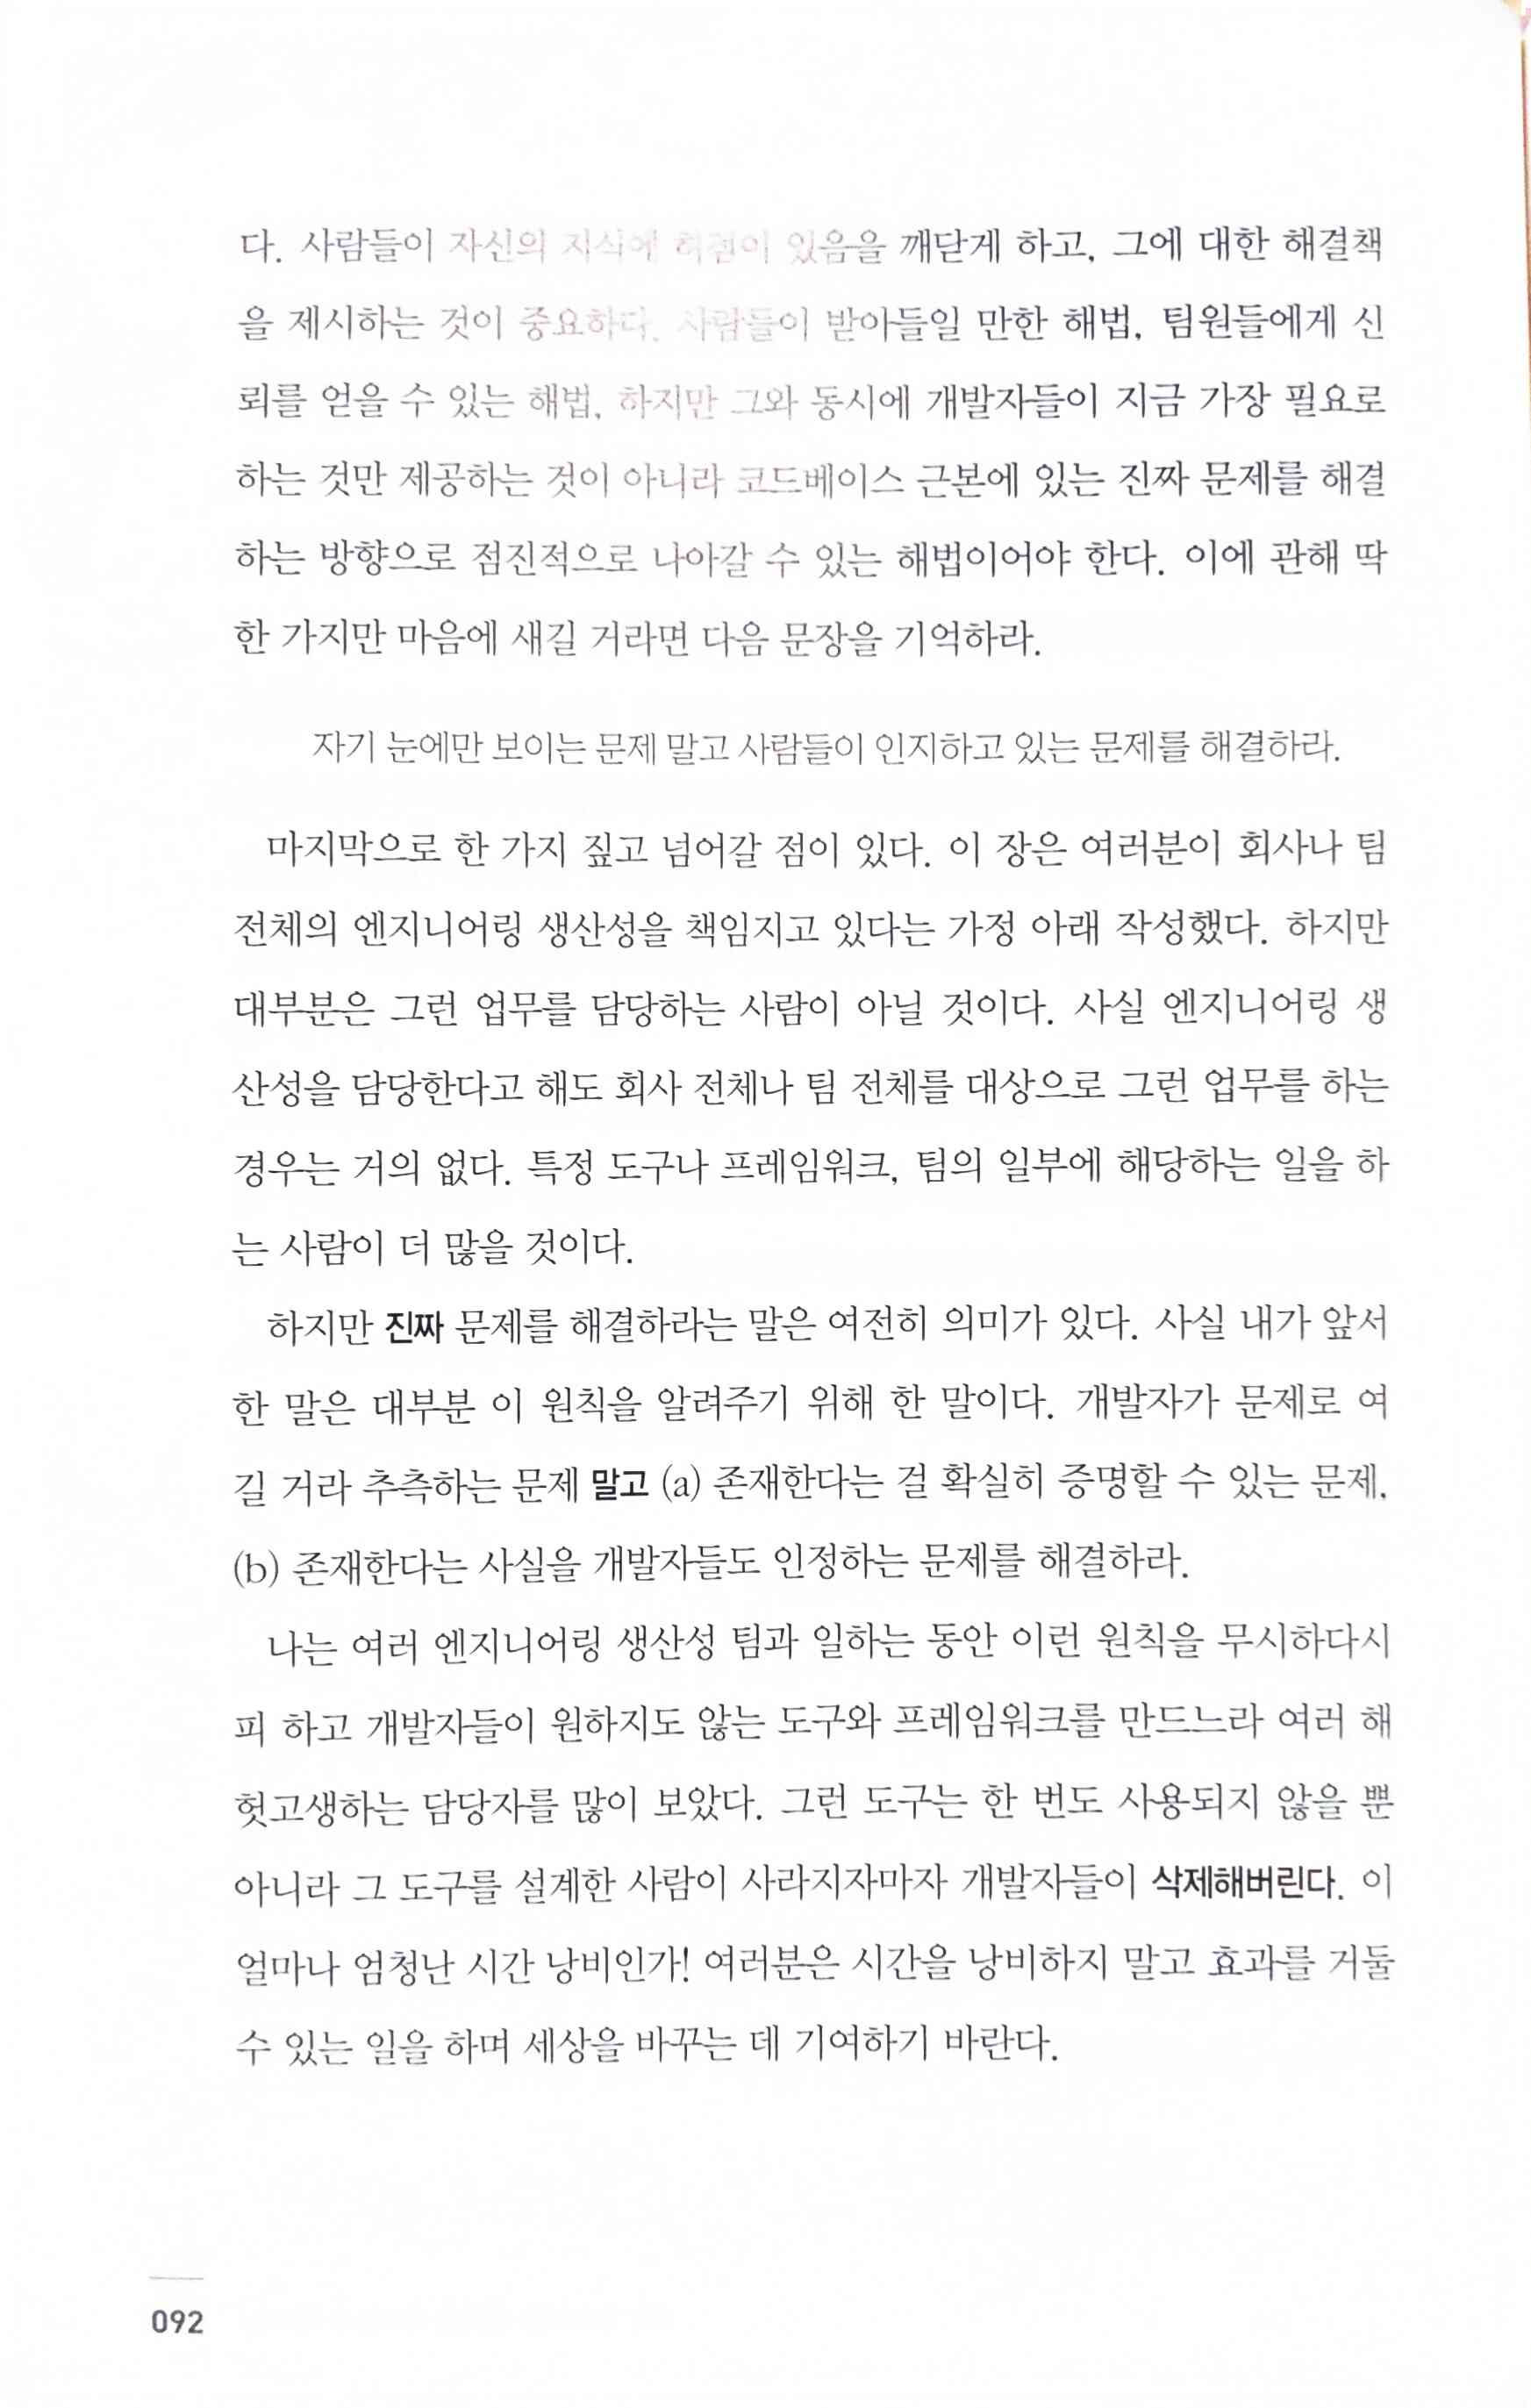 다. 사람들이 자신의 지식에 허점이 있음을 깨닫게 하고, 그에 대한 해결책
을 제시하는 것이 중요하다. 사람들이 받아들일 만한 해법, 팀원들에게 신
뢰를 얻을 수 있는 해법, 하지만 그와 동시에 개발자들이 지금 가장 필요로
하는 것만 제공하는 것이 아니라 코드베이스 근본에 있는 진짜 문제를 해결
하는 방향으로 점진적으로 나아갈 수 있는 해법이어야 한다. 이에 관해 딱
한 가지만 마음에 새길 거라면 다음 문장을 기억하라.
자기 눈에만 보이는 문제 말고 사람들이 인지하고 있는 문제를 해결하라.
마지막으로 한 가지 짚고 넘어갈 점이 있다. 이 장은 여러분이 회사나 팀
전체의 엔지니어링 생산성을 책임지고 있다는 가정 아래 작성했다. 하지만
대부분은 그런 업무를 담당하는 사람이 아닐 것이다. 사실 엔지니어링 생
산성을 담당한다고 해도 회사 전체나 팀 전체를 대상으로 그런 업무를 하는
경우는 거의 없다. 특정 도구나 프레임워크, 팀의 일부에 해당하는 일을 하
는 사람이 더 많을 것이다.
하지만 진짜 문제를 해결하라는 말은 여전히 의미가 있다. 사실 내가 앞서
한 말은 대부분 이 원칙을 알려주기 위해 한 말이다. 개발자가 문제로 여
길 거라 추측하는 문제 말고 (a) 존재한다는 걸 확실히 증명할 수 있는 문제,
(b) 존재한다는 사실을 개발자들도 인정하는 문제를 해결하라.
나는 여러 엔지니어링 생산성 팀과 일하는 동안 이런 원칙을 무시하다시
피 하고 개발자들이 원하지도 않는 도구와 프레임워크를 만드느라 여러 해
헛고생하는 담당자를 많이 보았다. 그런 도구는 한 번도 사용되지 않을 뿐
아니라 그 도구를 설계한 사람이 사라지자마자 개발자들이 삭제해버린다. 이
얼마나 엄청난 시간 낭비인가! 여러분은 시간을 낭비하지 말고 효과를 거둘
수 있는 일을 하며 세상을 바꾸는 데 기여하기 바란다.
092